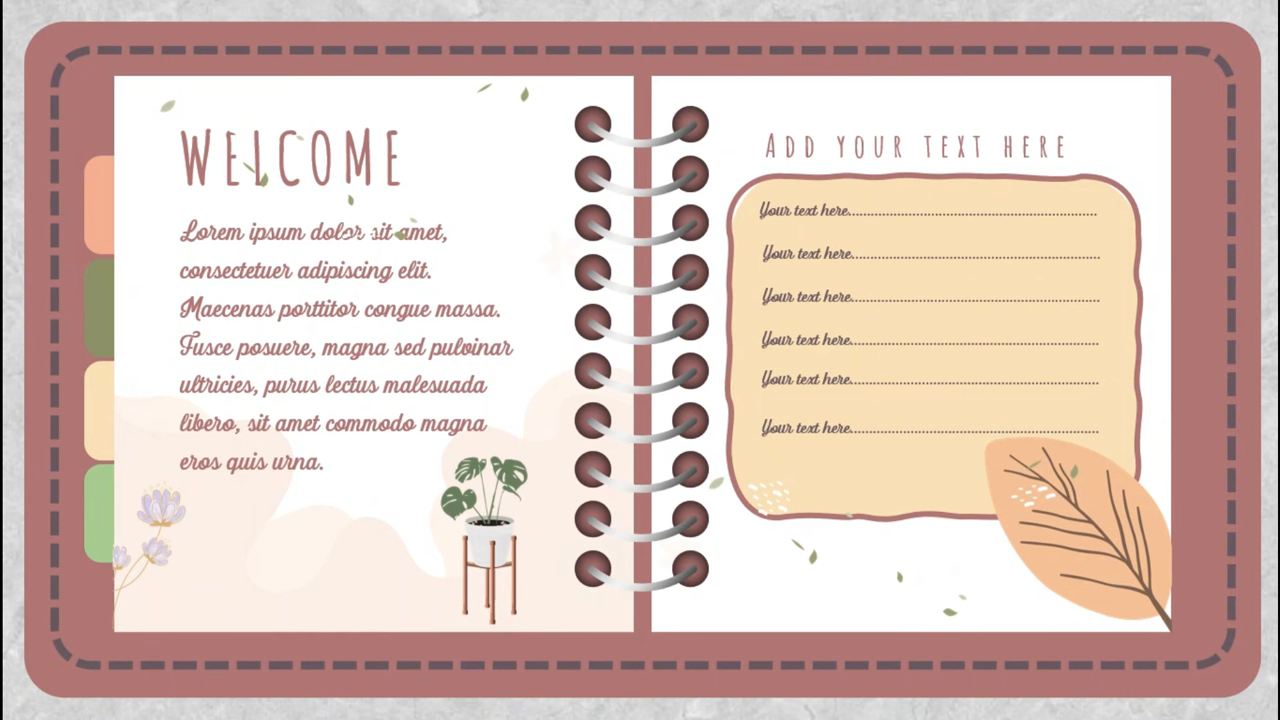 WELCOME
Lorem ipsum dolor sit amet,
consectetuer adipiscing elit.
Maecenas porttitor congue massa.
Fusce posuere, magna sed pulvinar
ultricies, purus lectus malesuada
libero, sit amet commodo magna
eros quis urna.
ADD YOUR TEXT HERE
Your text here..............................................................
Your text here..............................................................
Your text here..............................................................
Your text here..............................................................
Your text here..............................................................
Your text here..............................................................